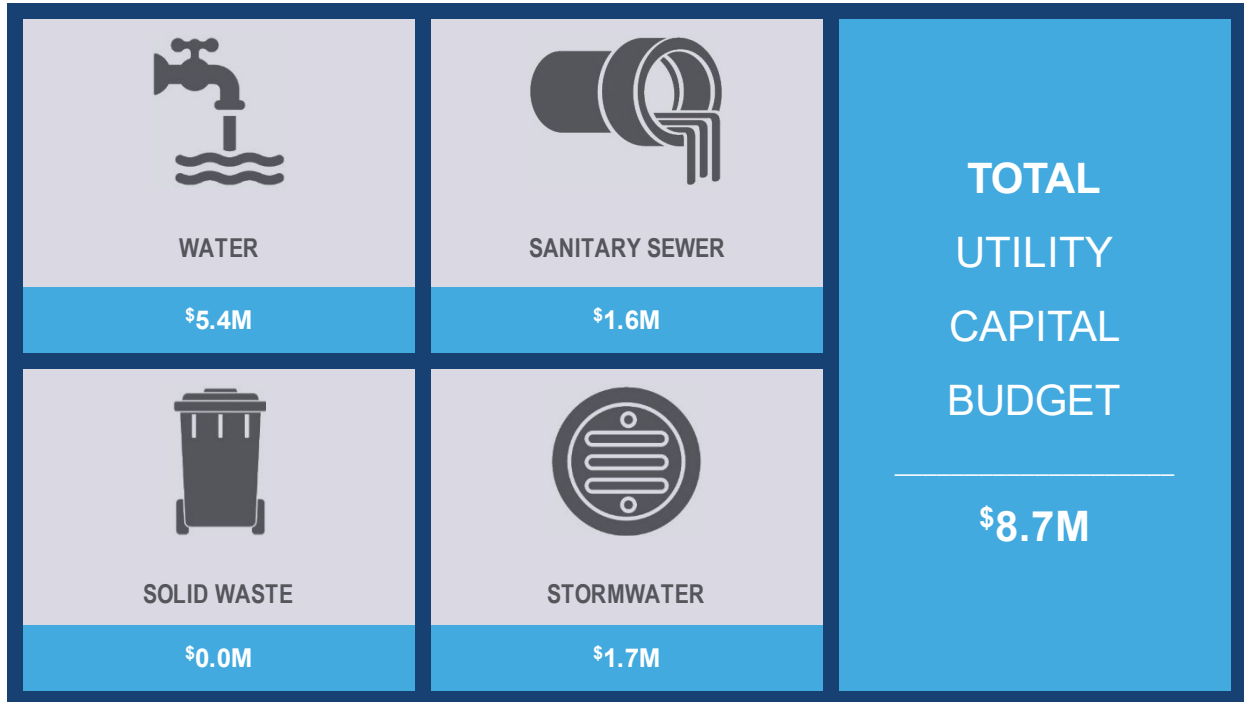 WATER
$5.4M
SANITARY SEWER
$1.6M
SOLID WASTE
$0.0M
STORMWATER
$1.7M
TOTAL
UTILITY
CAPITAL
BUDGET
$8.7M